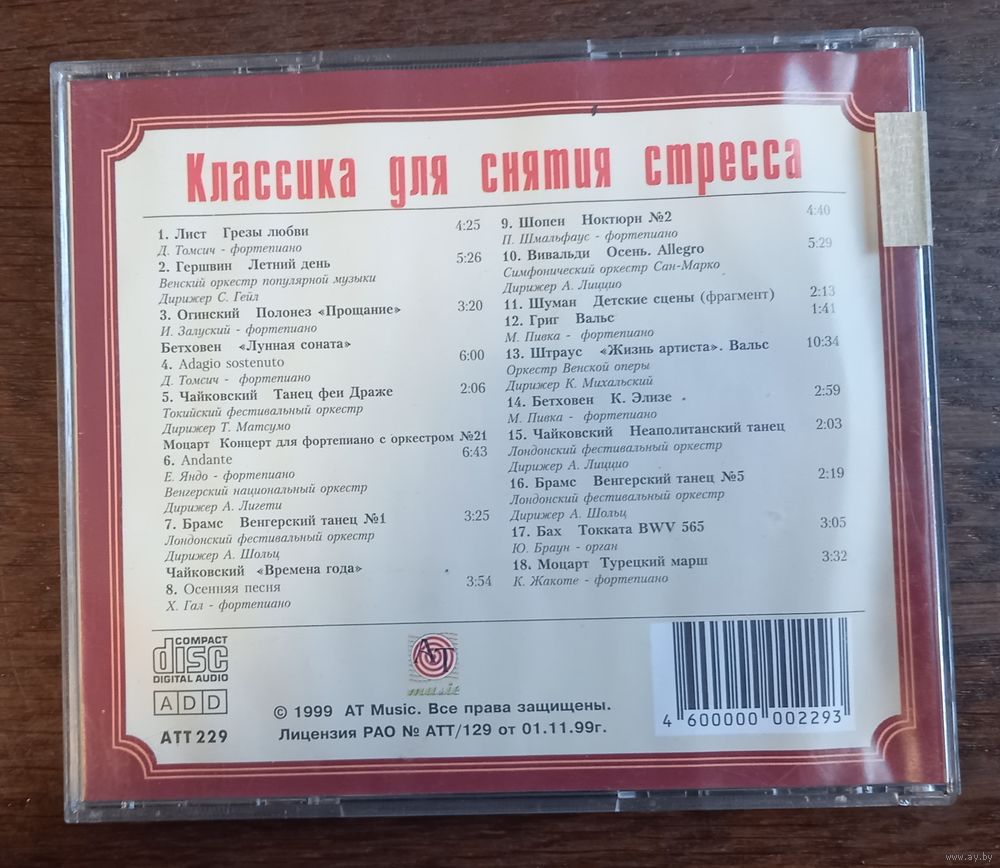 Классика для снятия стресса
1. Лист Грезы любви 4:25
Д. Томсич - фортепиано
2. Гершвин Летний день 5:26
Венский оркестр популярной музыки
Дирижер С. Гейл
3. Огинский Полонез «Прощание» 3:20
И. Залуский - фортепиано
Бетховен «Лунная соната»
4. Adagio sostenuto 6:00
Д. Томсич - фортепиано
5. Чайковский Танец феи Драже 2:06
Токийский фестивальный оркестр
Дирижер Т. Матсумо
Моцарт Концерт для фортепиано с оркестром №21
6. Andante 6:43
Е. Яндо - фортепиано
Венгерский национальный оркестр
Дирижер А. Лигети
7. Брамс Венгерский танец №1 3:25
Лондонский фестивальный оркестр
Дирижер А. Шольц
Чайковский «Времена года»
8. Осенняя песня 3:54
Х. Гал - фортепиано
9. Шопен Ноктюрн №2 4:40
П. Шмальфаус - фортепиано
10. Вивальди Осень. Allegro 5:29
Симфонический оркестр Сан-Марко
Дирижер А. Лиццио
11. Шуман Детские сцены (фрагмент) 2:13
12. Григ Вальс 1:41
М. Пивка - фортепиано
13. Штраус «Жизнь артиста». Вальс 10:34
Оркестр Венской оперы
Дирижер К. Михальский
14. Бетховен К. Элизе 2:59
М. Пивка - фортепиано
15. Чайковский Неаполитанский танец 2:03
Лондонский фестивальный оркестр
Дирижер А. Лиццио
16. Брамс Венгерский танец №5 2:19
Лондонский фестивальный оркестр
Дирижер А. Шольц
17. Бах Токката BWV 565 3:05
Ю. Браун - орган
18. Моцарт Турецкий марш 3:32
К. Жакоте - фортепиано
COMPACT
disc
DIGITAL AUDIO
ADD
ATT 229
AT
music
© 1999 AT Music. Все права защищены.
Лицензия РАО № АТТ/129 от 01.11.99г.
4 600000 002293
www.ay.by